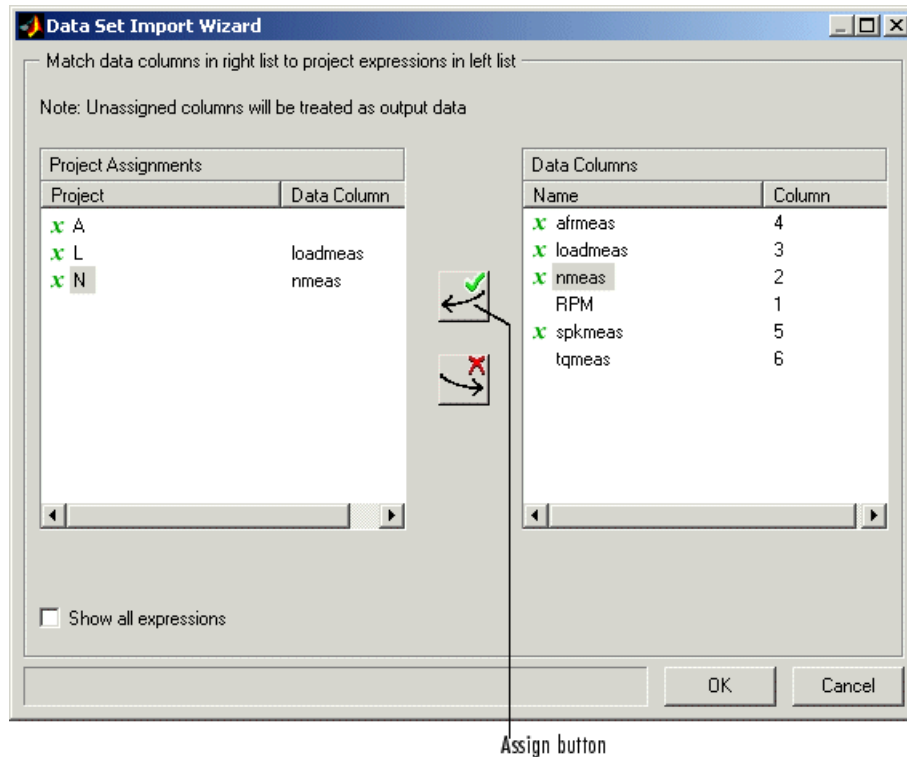 Data Set Import Wizard
Match data columns in right list to project expressions in left list
Note: Unassigned columns will be treated as output data
Project Assignments
Project Data Column
x A
x L loadmeas
x N nmeas
Data Columns
Name Column
x afrmeas 4
x loadmeas 3
x nmeas 2
RPM 1
x spkmeas 5
tqmeas 6
Show all expressions
OK Cancel
Assign button